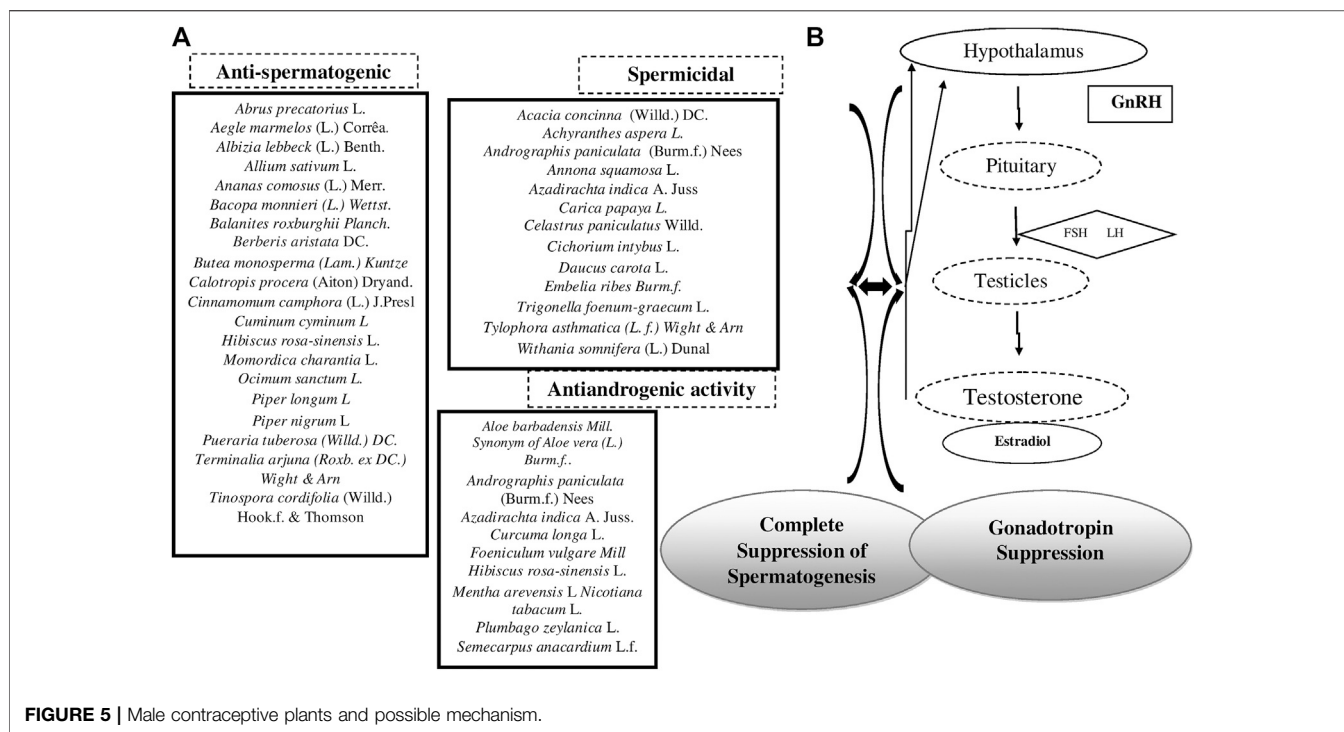 A
Anti-spermatogenic
Abrus precatorius L.
Aegle marmelos (L.) Corrêa.
Albizia lebbeck (L.) Benth.
Allium sativum L.
Ananas comosus (L.) Merr.
Bacopa monnieri (L.) Wettst.
Balanites roxburghii Planch.
Berberis aristata DC.
Butea monosperma (Lam.) Kuntze
Calotropis procera (Aiton) Dryand.
Cinnamomum camphora (L.) J.Presl
Cuminum cyminum L
Hibiscus rosa-sinensis L.
Momordica charantia L.
Ocimum sanctum L.
Piper longum L
Piper nigrum L
Pueraria tuberosa (Willd.) DC.
Terminalia arjuna (Roxb. ex DC.)
Wight & Arn
Tinospora cordifolia (Willd.)
Hook.f. & Thomson
Spermicidal
Acacia concinna (Willd.) DC.
Achyranthes aspera L.
Andrographis paniculata (Burm.f.) Nees
Annona squamosa L.
Azadirachta indica A. Juss
Carica papaya L.
Celastrus paniculatus Willd.
Cichorium intybus L.
Daucus carota L.
Embelia ribes Burm.f.
Trigonella foenum-graecum L.
Tylophora asthmatica (L. f.) Wight & Arn
Withania somnifera (L.) Dunal
Antiandrogenic activity
Aloe barbadensis Mill.
Synonym of Aloe vera (L.)
Burm.f..
Andrographis paniculata
(Burm.f.) Nees
Azadirachta indica A. Juss.
Curcuma longa L.
Foeniculum vulgare Mill
Hibiscus rosa-sinensis L.
Mentha arevensis L Nicotiana
tabacum L.
Plumbago zeylanica L.
Semecarpus anacardium L.f.
B
Hypothalamus
GnRH
Pituitary
FSH LH
Testicles
Testosterone
Estradiol
Complete
Suppression of
Spermatogenesis
Gonadotropin
Suppression
FIGURE 5 | Male contraceptive plants and possible mechanism.